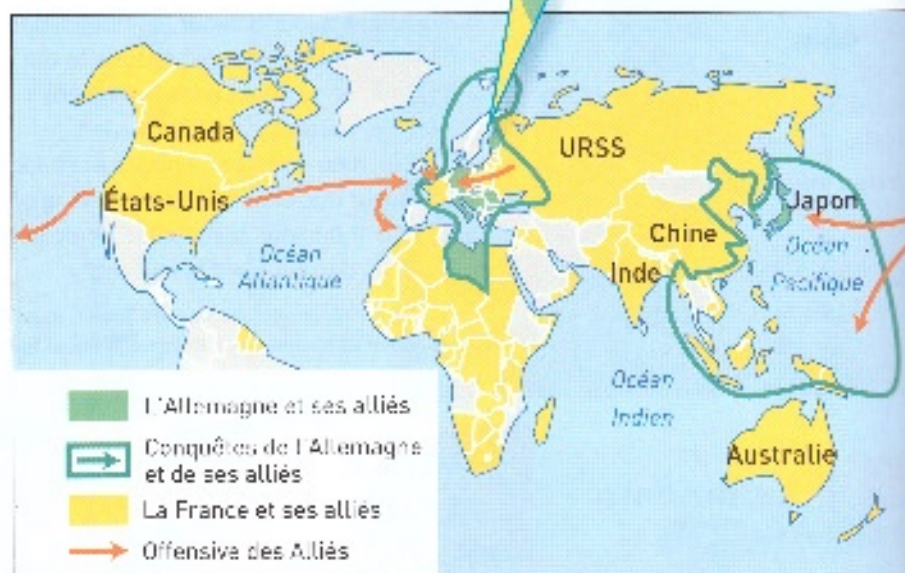 Canada
URSS
États-Unis
Japon
Océan
Atlantique
Chine
Océan
Pacifique
Inde
Océan
Indien
Australie
L'Allemagne et ses alliés
Conquêtes de l'Allemagne
et de ses alliés
La France et ses alliés
Offensive des Alliés